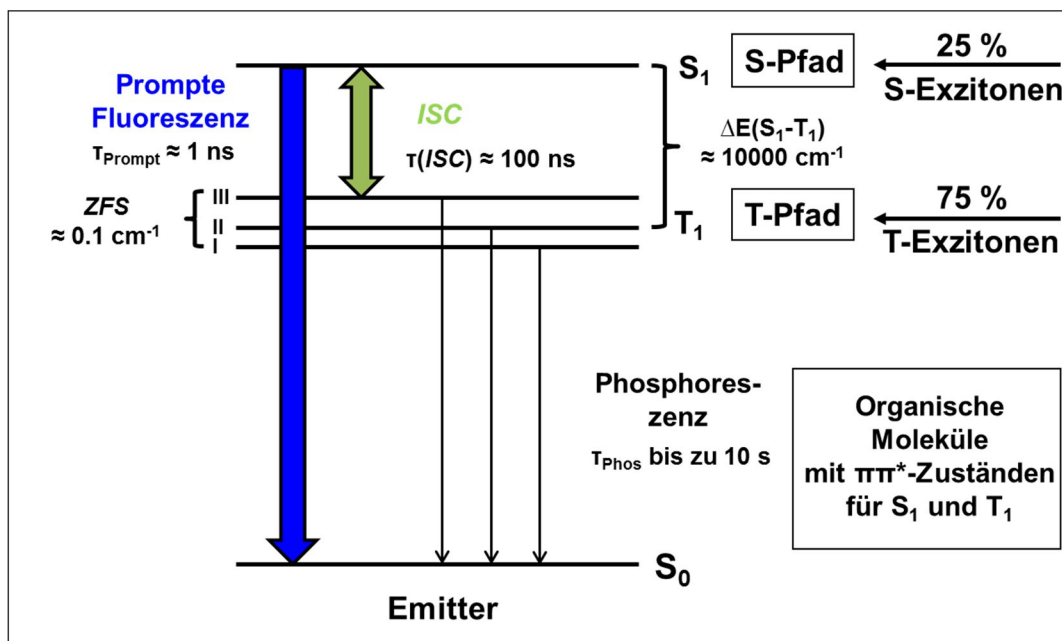 Prompte
Fluoreszenz
τPrompt ≈ 1 ns
ISC
τ(ISC) ≈ 100 ns
S1
S-Pfad
25 %
S-Exzitonen
ΔE(S1-T1)
≈ 10000 cm-1
ZFS
≈ 0.1 cm-1
III
II
I
T1
T-Pfad
75 %
T-Exzitonen
Phosphores-
zenz
τPhos bis zu 10 s
Organische
Moleküle
mit ππ*-Zuständen
für S1 und T1
S0
Emitter